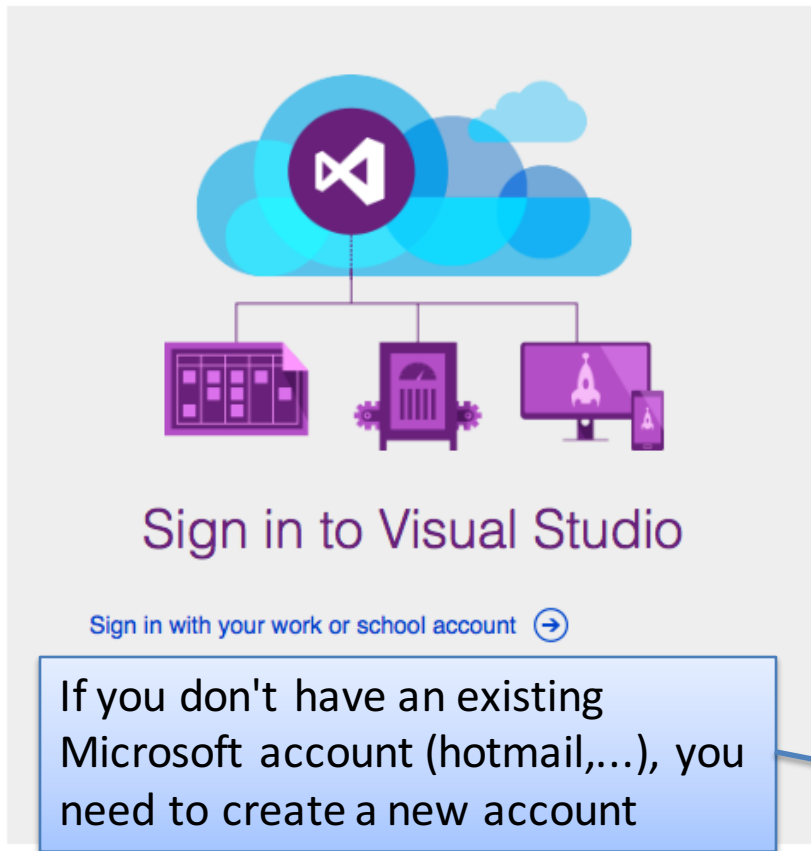 Sign in to Visual Studio
Sign in with your work or school account
If you don't have an existing
Microsoft account (hotmail,...), you
need to create a new account